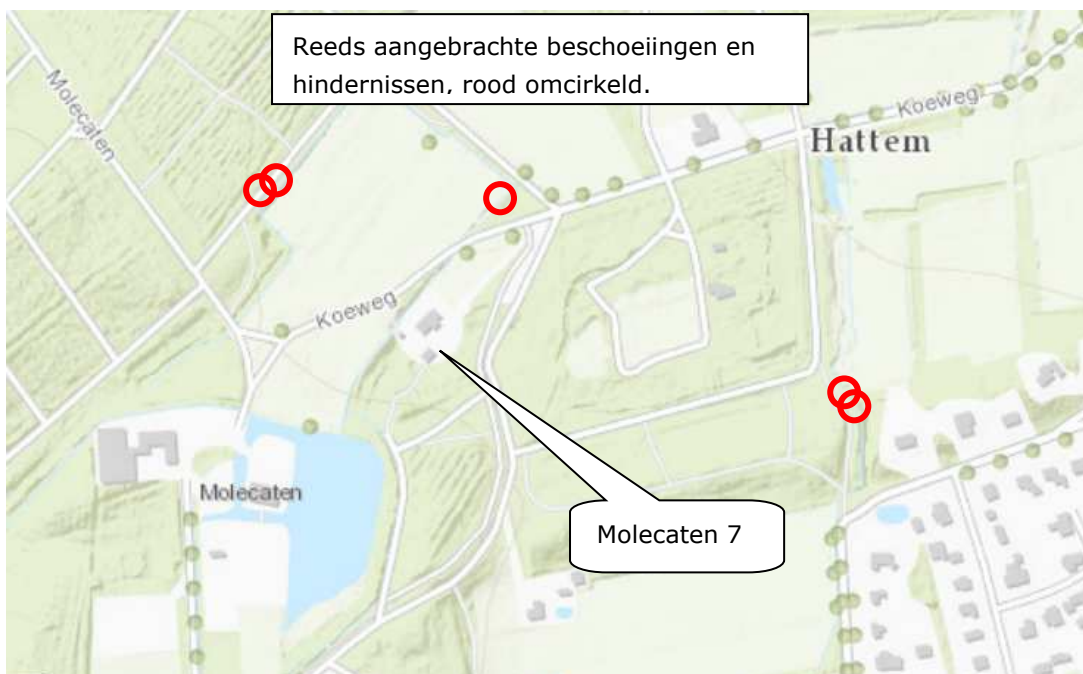 Reeds aangebrachte beschoeiingen en
hindernissen, rood omcirkeld.
Molecaten
Koeweg
Hattem
Koeweg
Molecaten
Molecaten 7